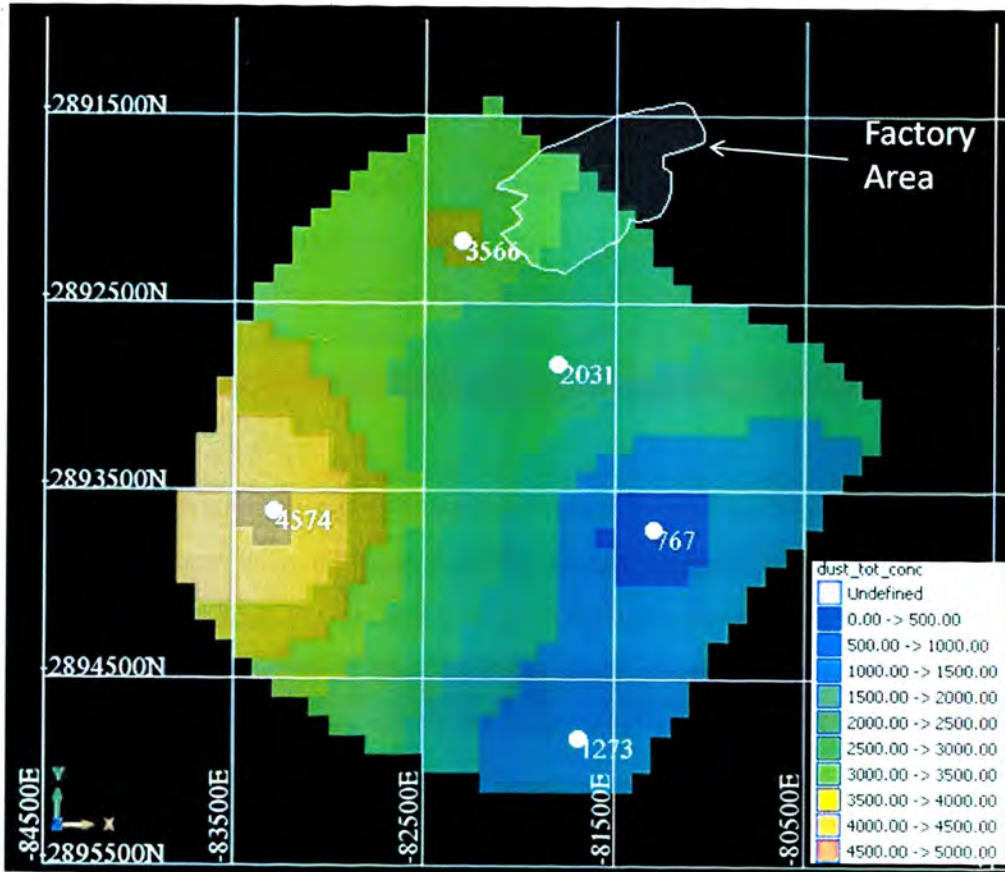 -2891500N
Factory
Area
3566
-2892500N
2031
-2893500N
4574
767
dust_tot_conc
Undefined
0.00 -> 500.00
500.00 -> 1000.00
1000.00 -> 1500.00
1500.00 -> 2000.00
2000.00 -> 2500.00
2500.00 -> 3000.00
3000.00 -> 3500.00
3500.00 -> 4000.00
4000.00 -> 4500.00
4500.00 -> 5000.00
-2894500N
1273
-84500E
-83500E
-82500E
-81500E
-80500E
Y
Z
X
-2895500N